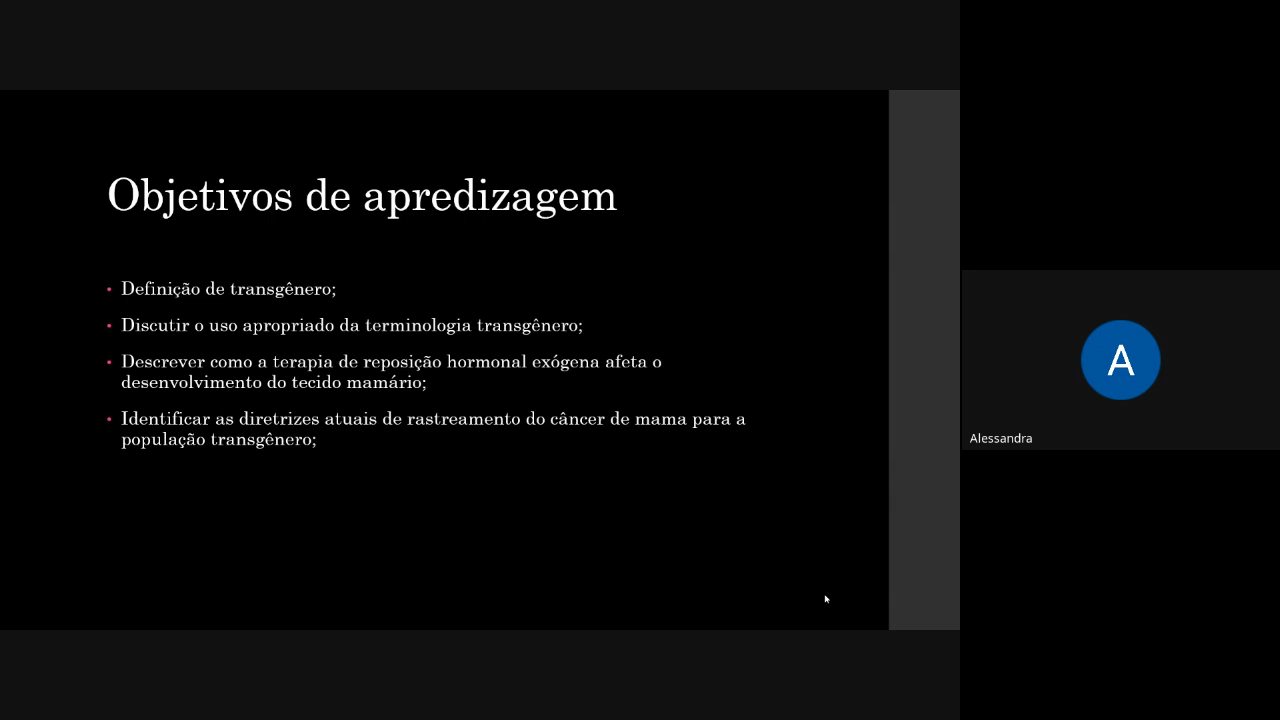 Objetivos de apredizagem
• Definição de transgênero;
• Discutir o uso apropriado da terminologia transgênero;
• Descrever como a terapia de reposição hormonal exógena afeta o
desenvolvimento do tecido mamário;
• Identificar as diretrizes atuais de rastreamento do câncer de mama para a
população transgênero;
A
Alessandra